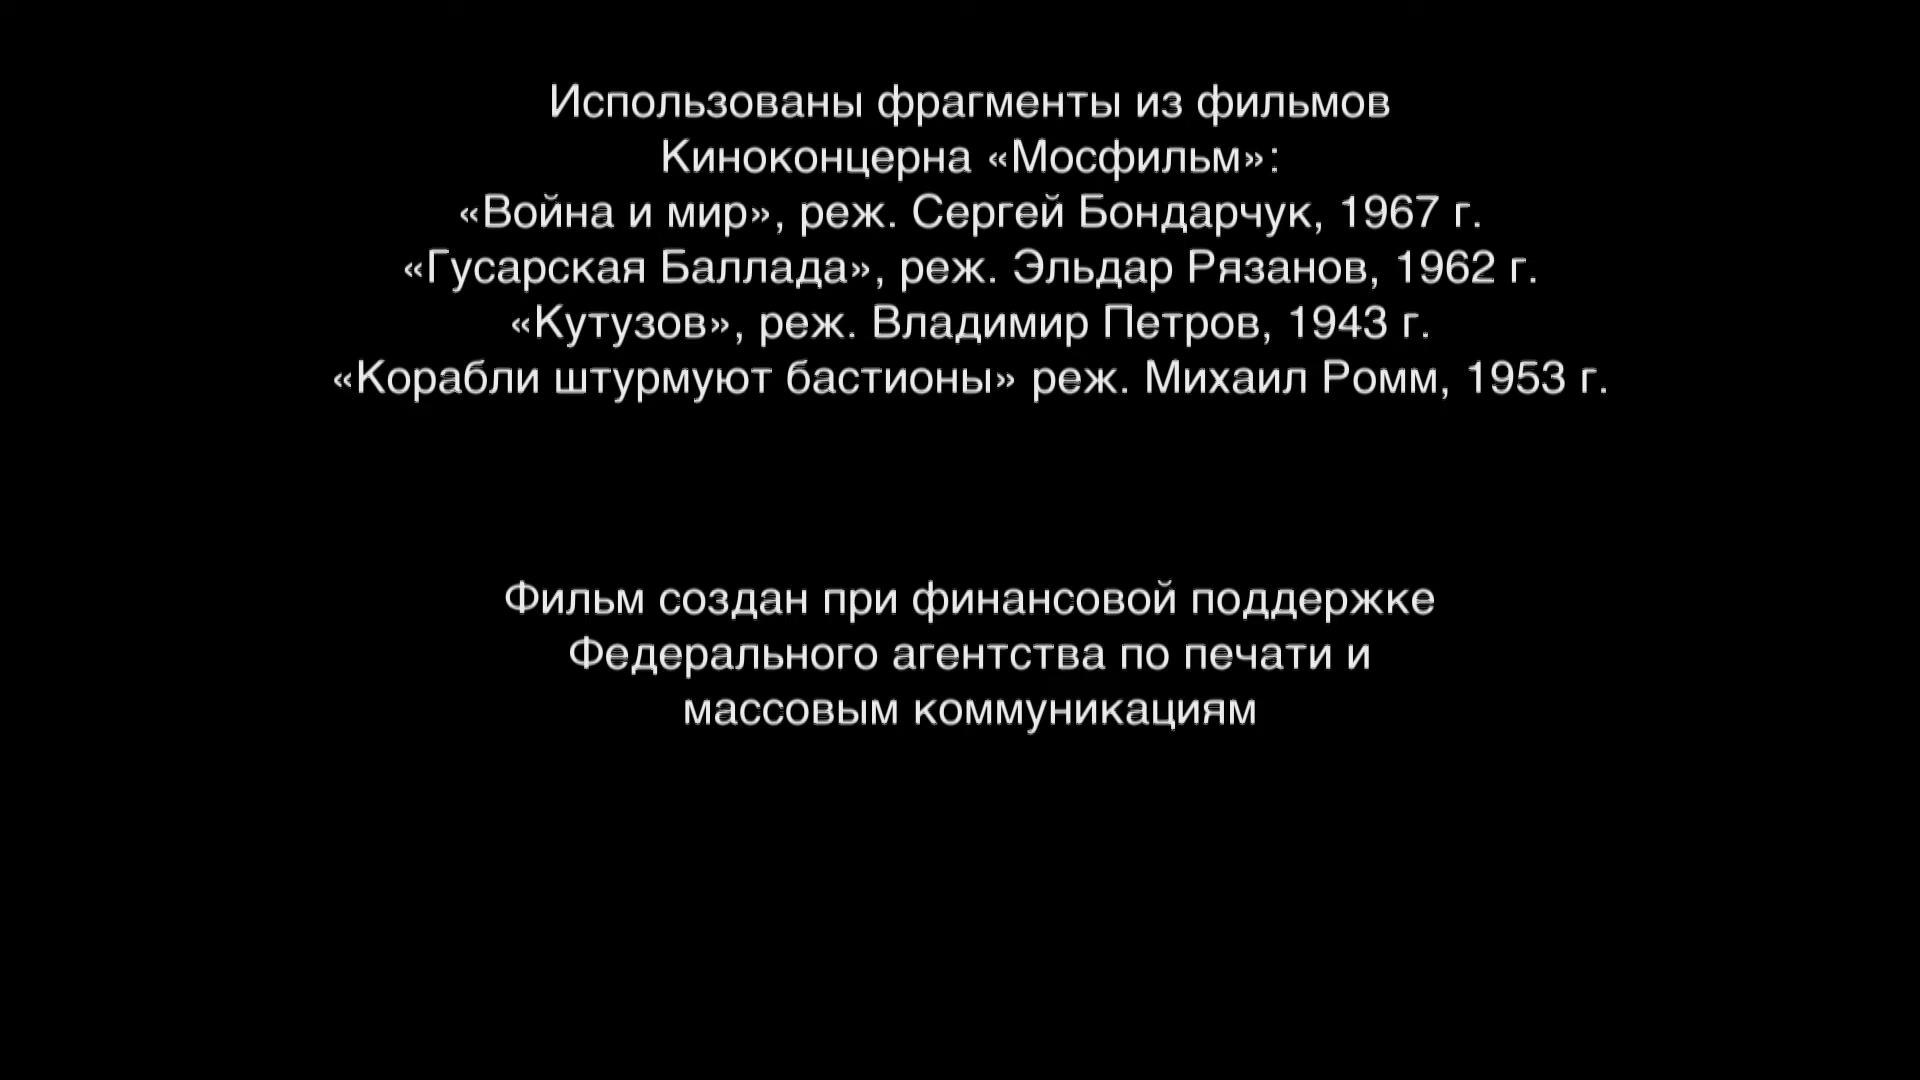 Использованы фрагменты из фильмов
Киноконцерна «Мосфильм»:
«Война и мир», реж. Сергей Бондарчук, 1967 г.
«Гусарская Баллада», реж. Эльдар Рязанов, 1962 г.
«Кутузов», реж. Владимир Петров, 1943 г.
«Корабли штурмуют бастионы» реж. Михаил Ромм, 1953 г.
Фильм создан при финансовой поддержке
Федерального агентства по печати и
массовым коммуникациям